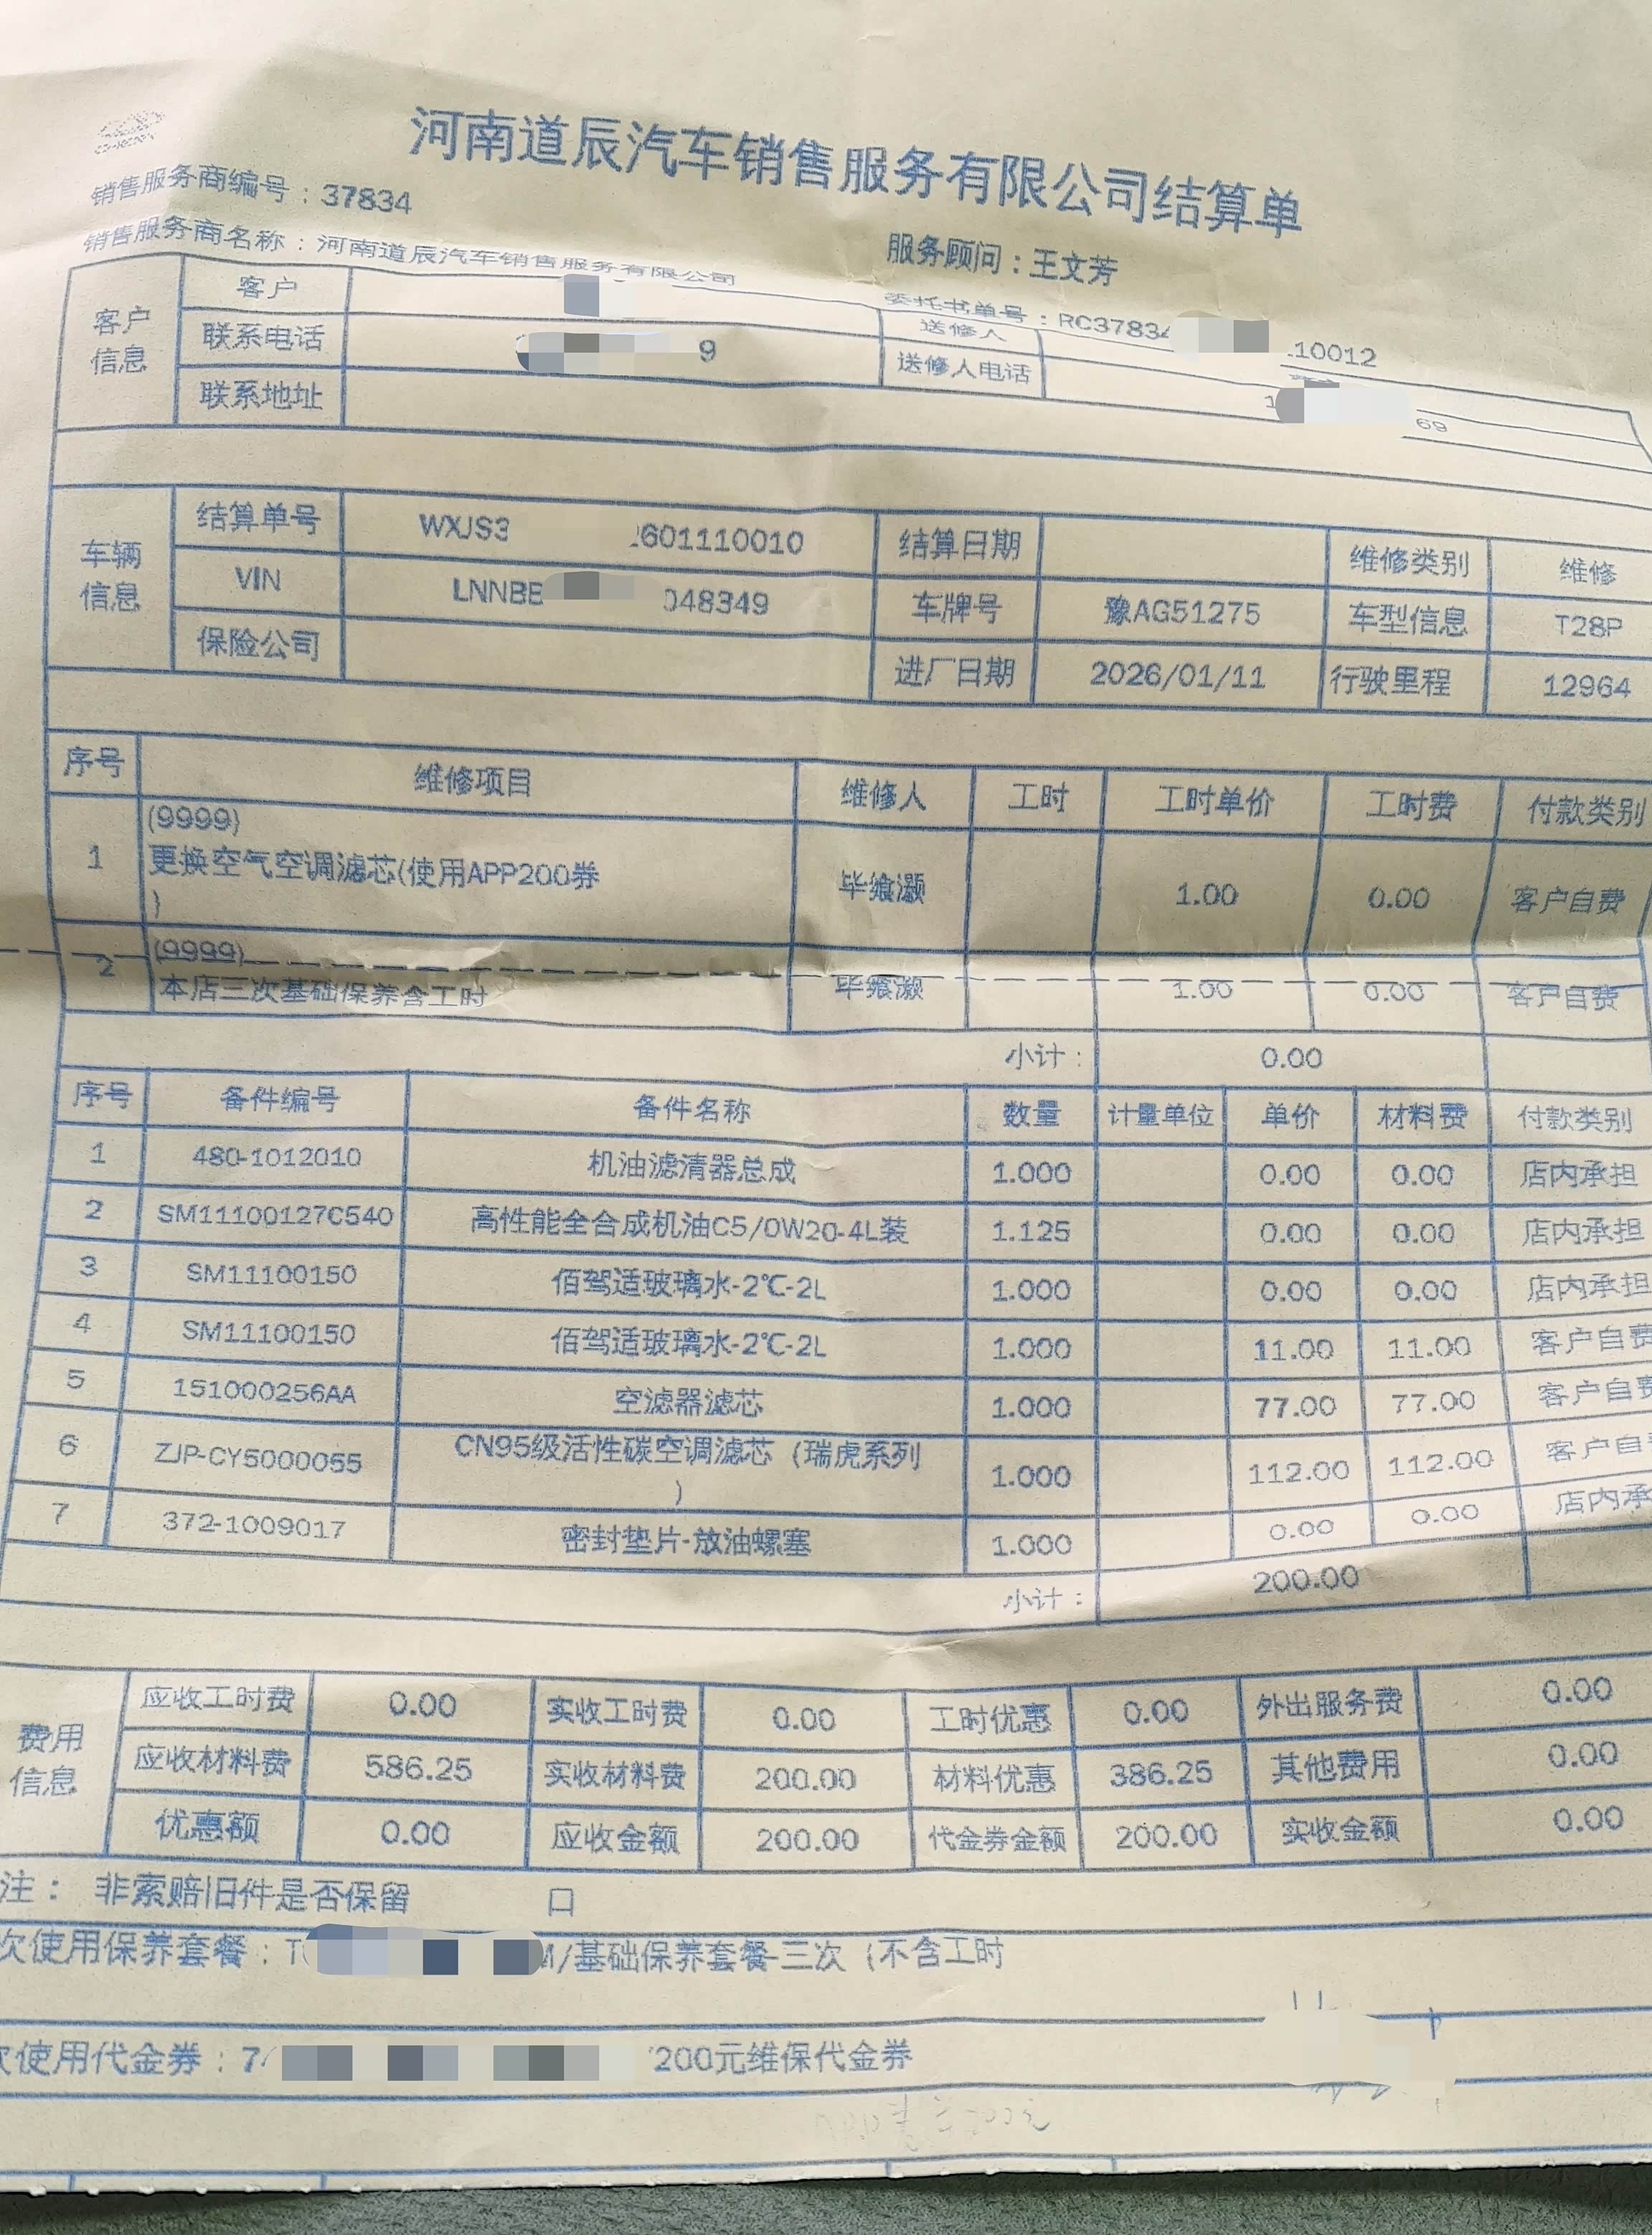 河南道辰汽车销售服务有限公司结算单
销售服务商编号：37834
服务顾问：王文芳
销售服务商名称：河南道辰汽车销售服务有限公司
委托书单号：RC37834 10012
客户信息 客户 送修人
联系电话 9 送修人电话 1 69
联系地址
车辆信息 结算单号 WXJS3 601110010 结算日期 维修类别 维修
VIN LNNBB 048349 车牌号 豫AG51275 车型信息 T28P
保险公司 进厂日期 2026/01/11 行驶里程 12964
序号 维修项目 维修人 工时 工时单价 工时费 付款类别
1 (9999)
更换空气空调滤芯(使用APP200券
) 毕飨灏 1.00 0.00 客户自费
2 (9999)
本店三次基础保养含工时 毕飨灏 1.00 0.00 客户自费
小计： 0.00
序号 备件编号 备件名称 数量 计量单位 单价 材料费 付款类别
1 480-1012010 机油滤清器总成 1.000 0.00 0.00 店内承担
2 SM11100127C540 高性能全合成机油C5/0W20-4L装 1.125 0.00 0.00 店内承担
3 SM11100150 佰驾适玻璃水-2℃-2L 1.000 0.00 0.00 店内承担
4 SM11100150 佰驾适玻璃水-2℃-2L 1.000 11.00 11.00 客户自费
5 151000256AA 空滤器滤芯 1.000 77.00 77.00 客户自费
6 ZJP-CY5000055 CN95级活性碳空调滤芯（瑞虎系列
） 1.000 112.00 112.00 客户自
7 372-1009017 密封垫片-放油螺塞 1.000 0.00 0.00 店内承
小计： 200.00
费用信息 应收工时费 0.00 实收工时费 0.00 工时优惠 0.00 外出服务费 0.00
应收材料费 586.25 实收材料费 200.00 材料优惠 386.25 其他费用 0.00
优惠额 0.00 应收金额 200.00 代金券金额 200.00 实收金额 0.00
注： 非索赔旧件是否保留 口
次使用保养套餐：T M/基础保养套餐-三次（不含工时
次使用代金券：7 200元维保代金券